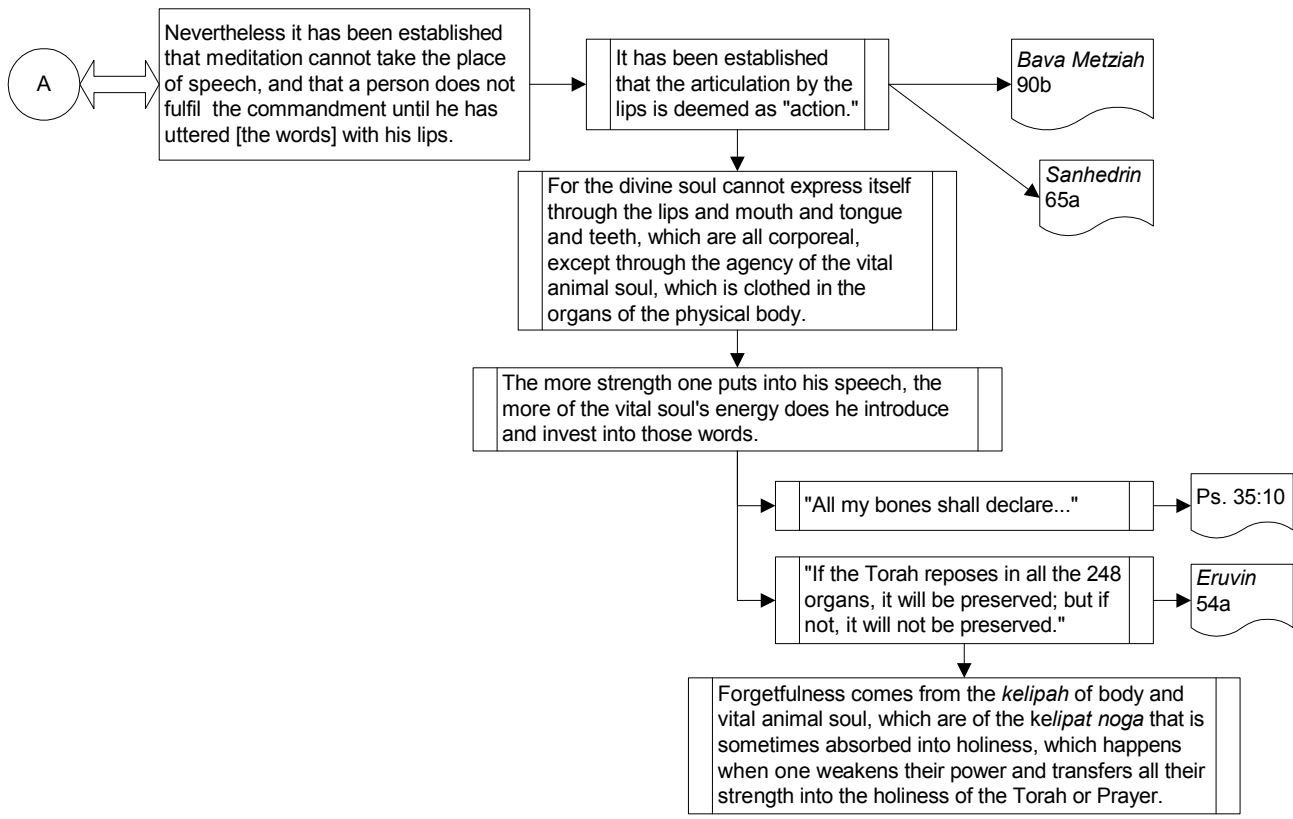 A
Nevertheless it has been established
that meditation cannot take the place
of speech, and that a person does not
fulfil the commandment until he has
uttered [the words] with his lips.
It has been established
that the articulation by the
lips is deemed as "action."
Bava Metziah
90b
Sanhedrin
65a
For the divine soul cannot express itself
through the lips and mouth and tongue
and teeth, which are all corporeal,
except through the agency of the vital
animal soul, which is clothed in the
organs of the physical body.
The more strength one puts into his speech, the
more of the vital soul's energy does he introduce
and invest into those words.
"All my bones shall declare..."
Ps. 35:10
"If the Torah reposes in all the 248
organs, it will be preserved; but if
not, it will not be preserved."
Eruvin
54a
Forgetfulness comes from the kelipah of body and
vital animal soul, which are of the kelipat noga that is
sometimes absorbed into holiness, which happens
when one weakens their power and transfers all their
strength into the holiness of the Torah or Prayer.